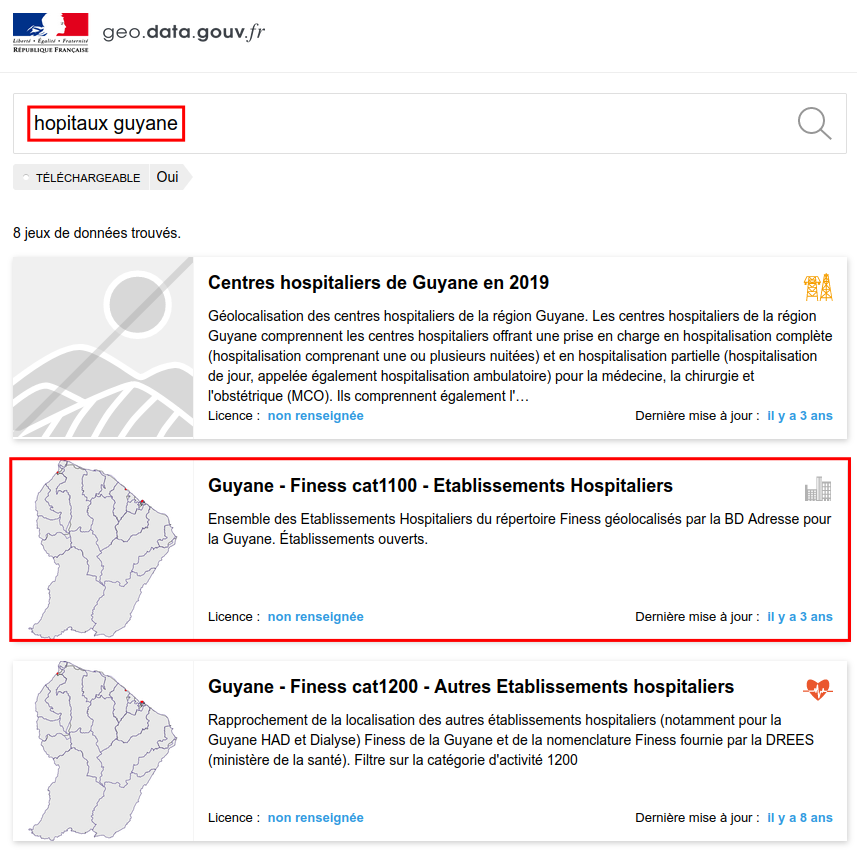 Liberté • Égalité • Fraternité
RÉPUBLIQUE FRANÇAISE
geo.data.gouv.fr
hopitaux guyane
TÉLÉCHARGEABLE Oui
8 jeux de données trouvés.
Centres hospitaliers de Guyane en 2019
Géolocalisation des centres hospitaliers de la région Guyane. Les centres hospitaliers de la région
Guyane comprennent les centres hospitaliers offrant une prise en charge en hospitalisation complète
(hospitalisation comprenant une ou plusieurs nuitées) et en hospitalisation partielle (hospitalisation
de jour, appelée également hospitalisation ambulatoire) pour la médecine, la chirurgie et
l'obstétrique (MCO). Ils comprennent également l'…
Licence : non renseignée Dernière mise à jour : il y a 3 ans
Guyane - Finess cat1100 - Etablissements Hospitaliers
Ensemble des Etablissements Hospitaliers du répertoire Finess géolocalisés par la BD Adresse pour
la Guyane. Établissements ouverts.
Licence : non renseignée Dernière mise à jour : il y a 3 ans
Guyane - Finess cat1200 - Autres Etablissements hospitaliers
Rapprochement de la localisation des autres établissements hospitaliers (notamment pour la
Guyane HAD et Dialyse) Finess de la Guyane et de la nomenclature Finess fournie par la DREES
(ministère de la santé). Filtre sur la catégorie d'activité 1200
Licence : non renseignée Dernière mise à jour : il y a 8 ans